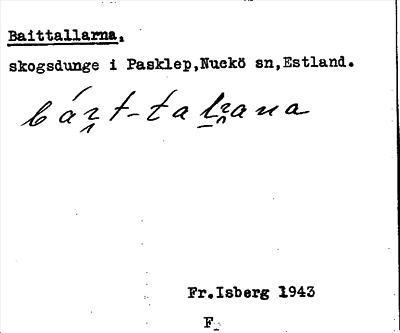 Baittallarna.
skogsdunge i Pasklep,Nuckö sn,Estland.
Fr.Isberg 1943
F.